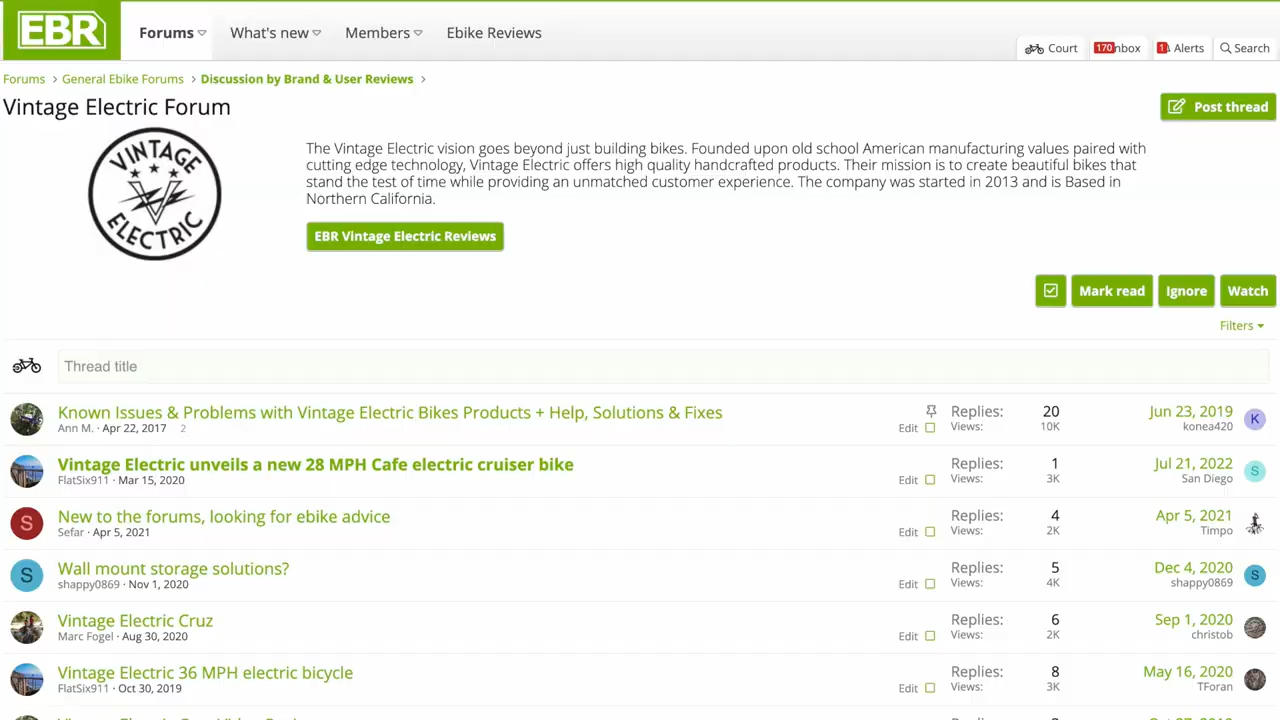 EBR
Forums What's new Members Ebike Reviews
Court 170 nbox 1 Alerts Search
Forums General Ebike Forums Discussion by Brand & User Reviews
Vintage Electric Forum Post thread
VINTAGE
V
ELECTRIC
The Vintage Electric vision goes beyond just building bikes. Founded upon old school American manufacturing values paired with
cutting edge technology, Vintage Electric offers high quality handcrafted products. Their mission is to create beautiful bikes that
stand the test of time while providing an unmatched customer experience. The company was started in 2013 and is Based in
Northern California.
EBR Vintage Electric Reviews
Mark read Ignore Watch
Filters
Thread title
Known Issues & Problems with Vintage Electric Bikes Products + Help, Solutions & Fixes Replies: 20 Jun 23, 2019 K
Ann M. · Apr 22, 2017 2 Edit Views: 10K konea420
Vintage Electric unveils a new 28 MPH Cafe electric cruiser bike Replies: 1 Jul 21, 2022 S
FlatSix911 · Mar 15, 2020 Edit Views: 3K San Diego
S New to the forums, looking for ebike advice Replies: 4 Apr 5, 2021
Sefar · Apr 5, 2021 Edit Views: 2K Timpo
S Wall mount storage solutions? Replies: 5 Dec 4, 2020 S
shappy0869 · Nov 1, 2020 Edit Views: 4K shappy0869
Vintage Electric Cruz Replies: 6 Sep 1, 2020
Marc Fogel · Aug 30, 2020 Edit Views: 2K christob
Vintage Electric 36 MPH electric bicycle Replies: 8 May 16, 2020
FlatSix911 · Oct 30, 2019 Edit Views: 3K TForan